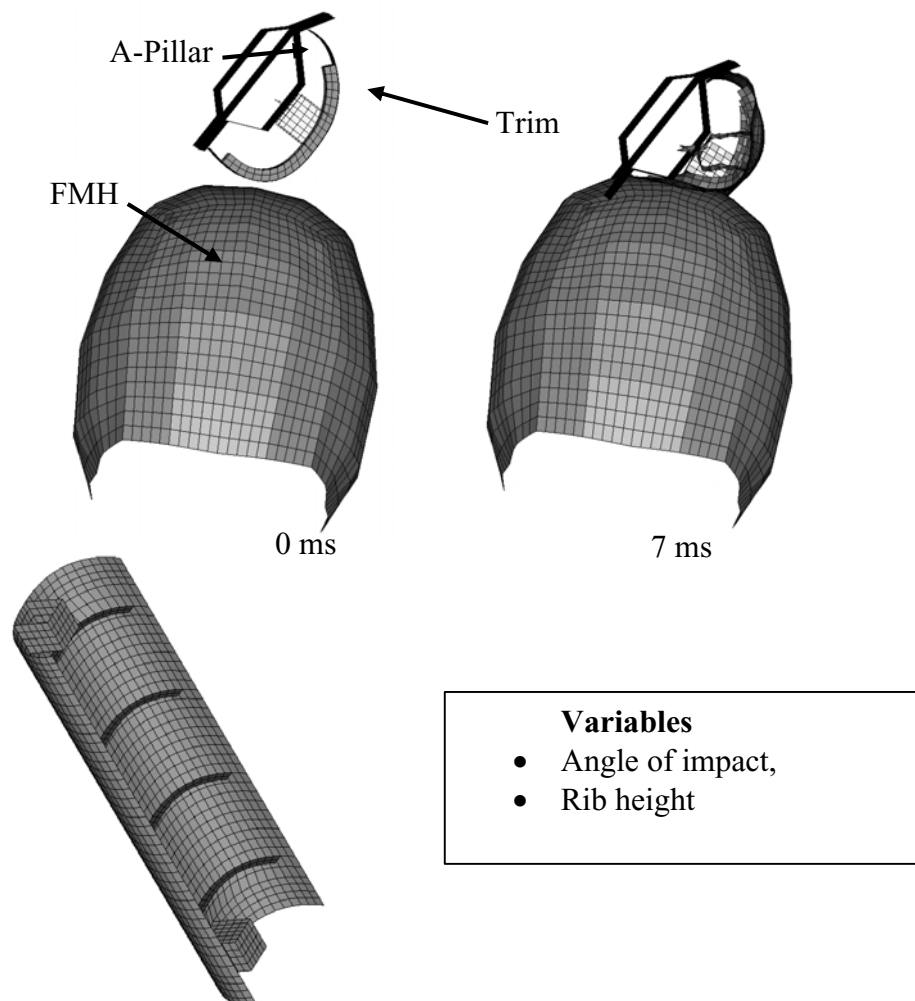 A-Pillar
Trim
FMH
0 ms
7 ms
Variables
• Angle of impact,
• Rib height